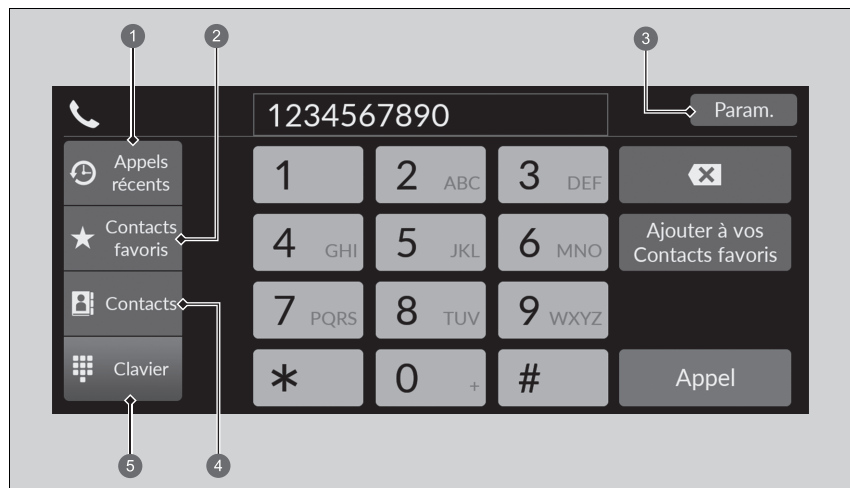 1
2
3
1234567890
Param.
Appels
récents
Contacts
favoris
Contacts
Clavier
1
2 ABC
3 DEF
4 GHI
5 JKL
6 MNO
Ajouter à vos
Contacts favoris
7 PQRS
8 TUV
9 WXYZ
*
0 +
#
Appel
5
4